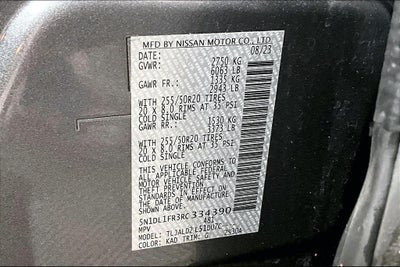 MFD BY NISSAN MOTOR CO., LTD.
DATE: 08/23
GVWR: 2750 KG
6063 LB
GAWR FR.: 1335 KG
2943 LB
WITH 255/50R20 TIRES
20 X 8.0 RIMS AT 35 PSI
COLD SINGLE
GAWR RR.: 1530 KG
3373 LB
WITH 255/50R20 TIRES
20 X 8.0 RIMS AT 35 PSI
COLD SINGLE
THIS VEHICLE CONFORMS TO
ALL APPLICABLE FEDERAL
MOTOR VEHICLE SAFETY AND
THEFT PREVENTION STANDARDS
IN EFFECT ON THE DATE
OF MANUFACTURE
SHOWN ABOVE.
5N1DL1FR3RC334390
MPV
MODEL:
COLOR: KAD TRIM: G